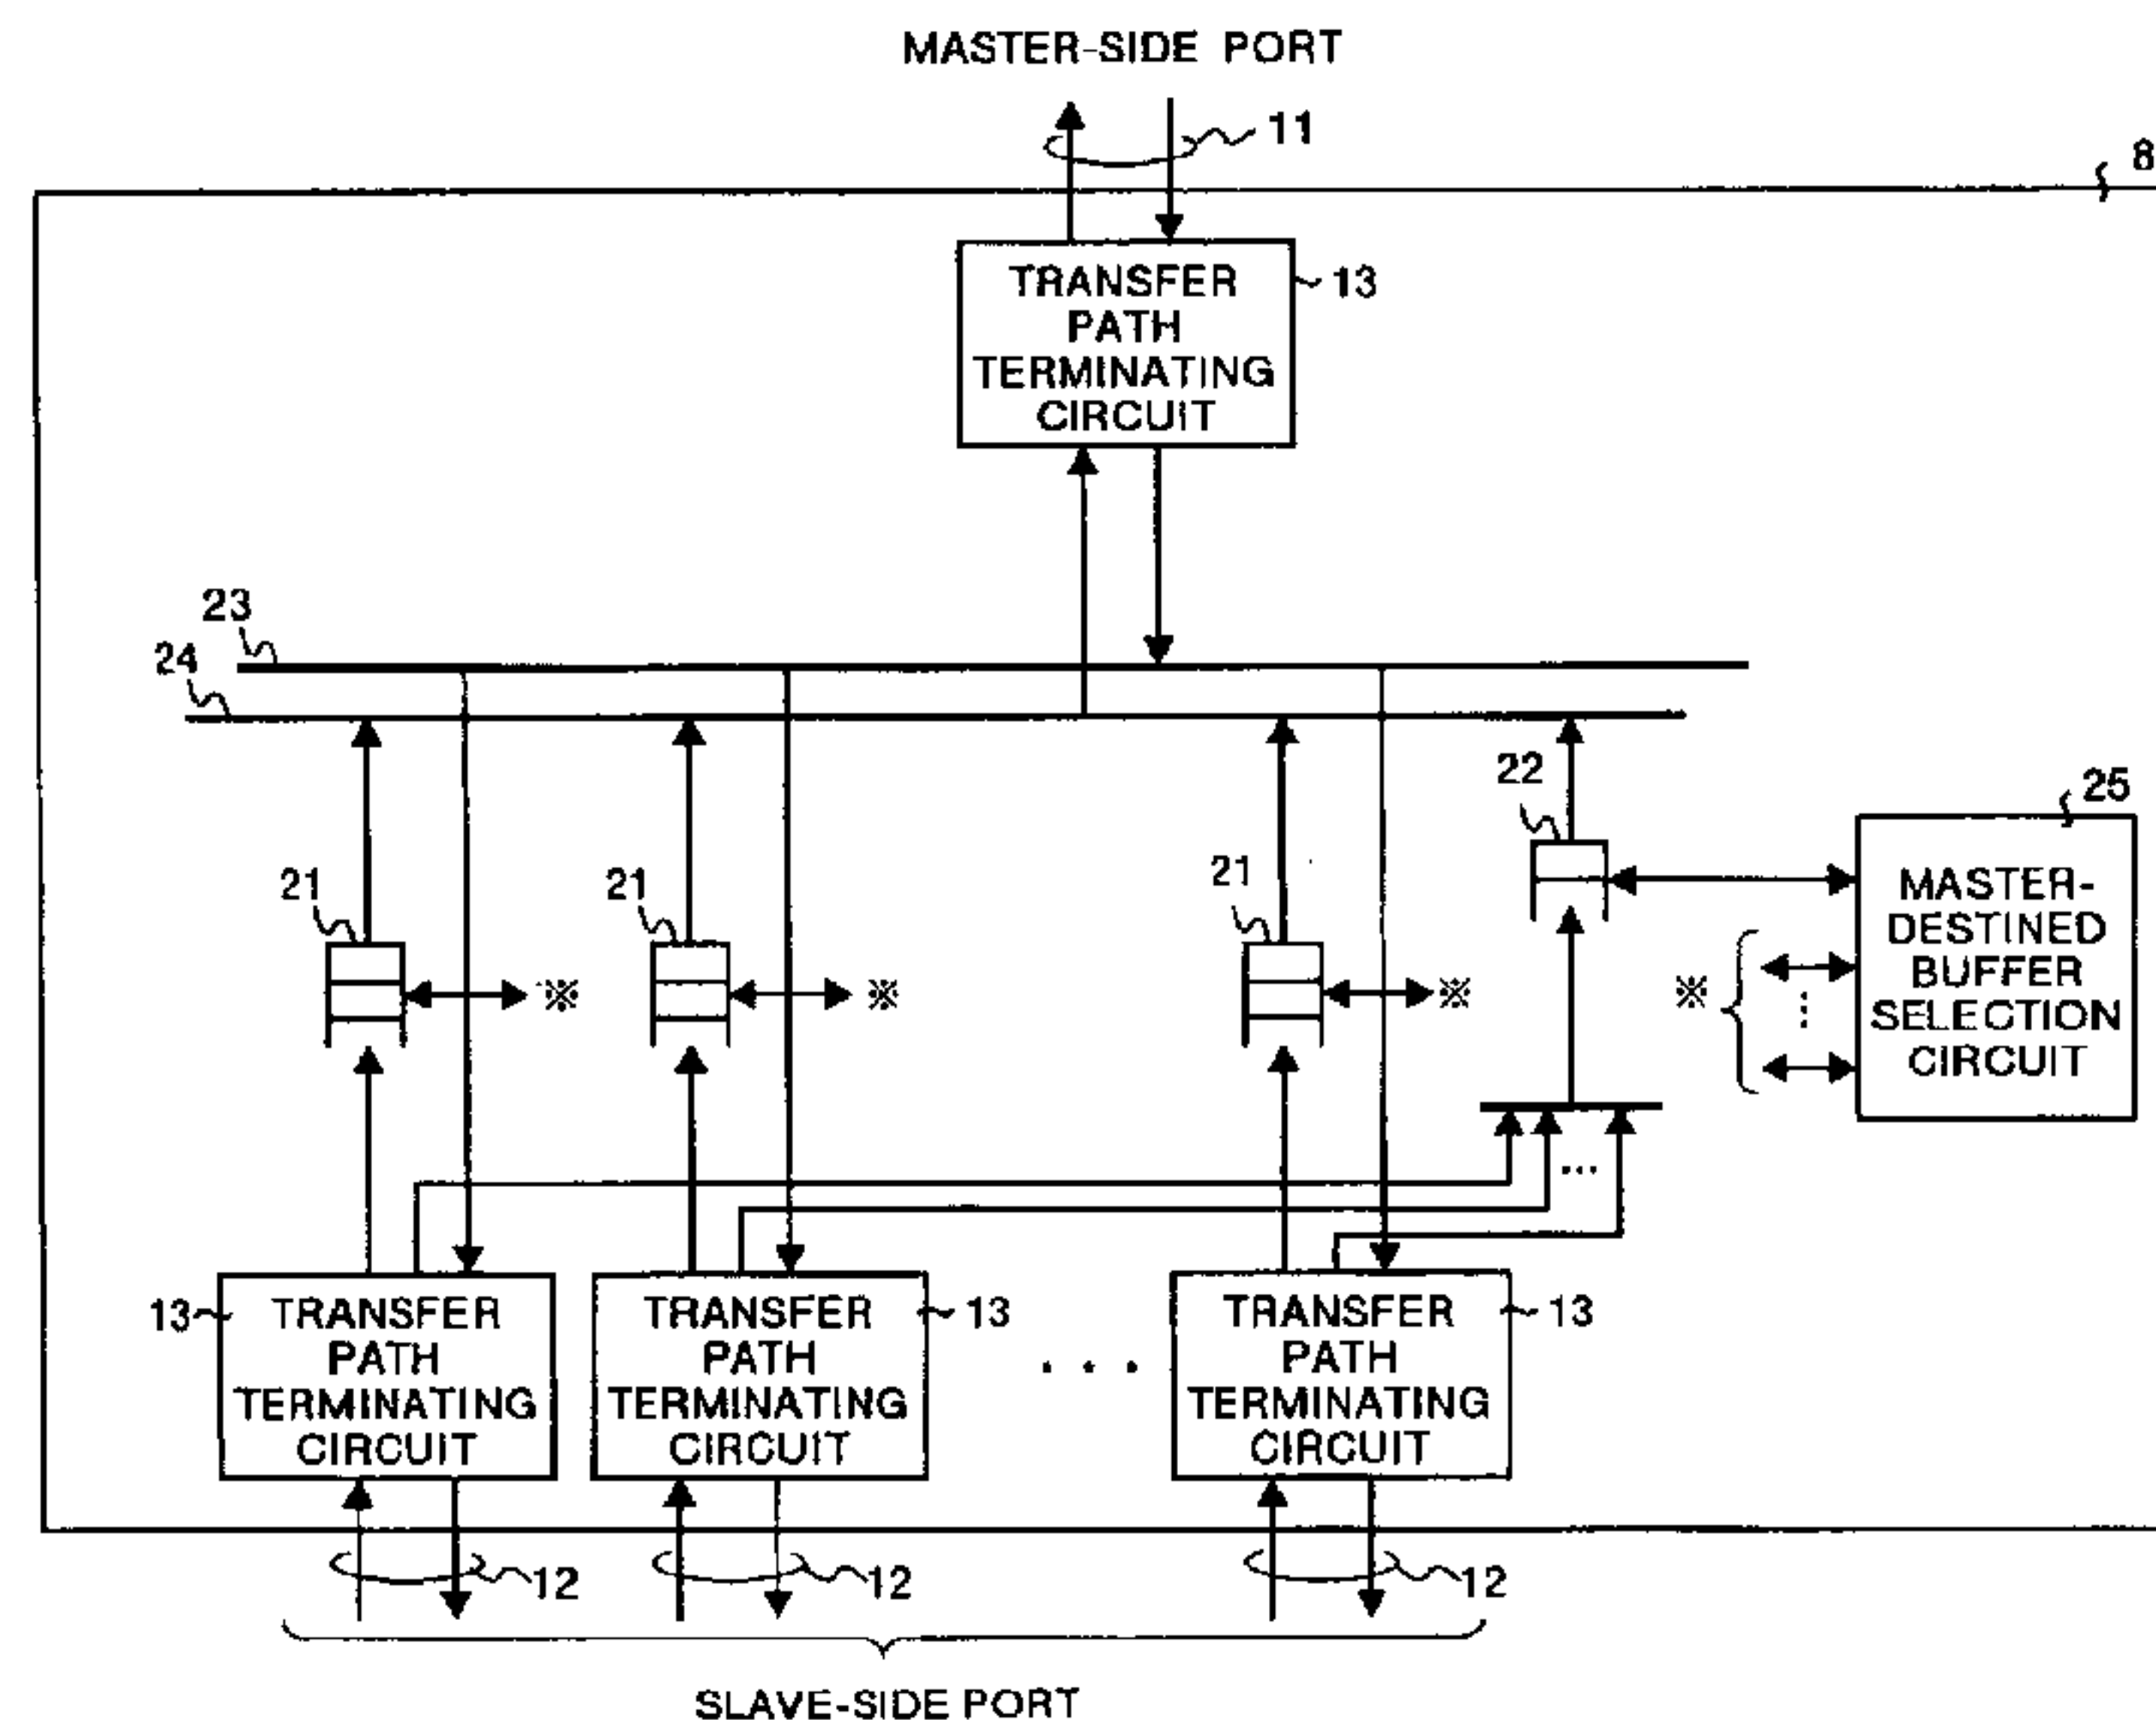 MASTER-SIDE PORT
11
8
TRANSFER
PATH
TERMINATING
CIRCUIT
13
23
24
22
25
21
21
21
MASTER-
DESTINED
BUFFER
SELECTION
CIRCUIT
※
※
※
※
...
...
13
TRANSFER
PATH
TERMINATING
CIRCUIT
TRANSFER
PATH
TERMINATING
CIRCUIT
13
...
TRANSFER
PATH
TERMINATING
CIRCUIT
13
12
12
12
SLAVE-SIDE PORT